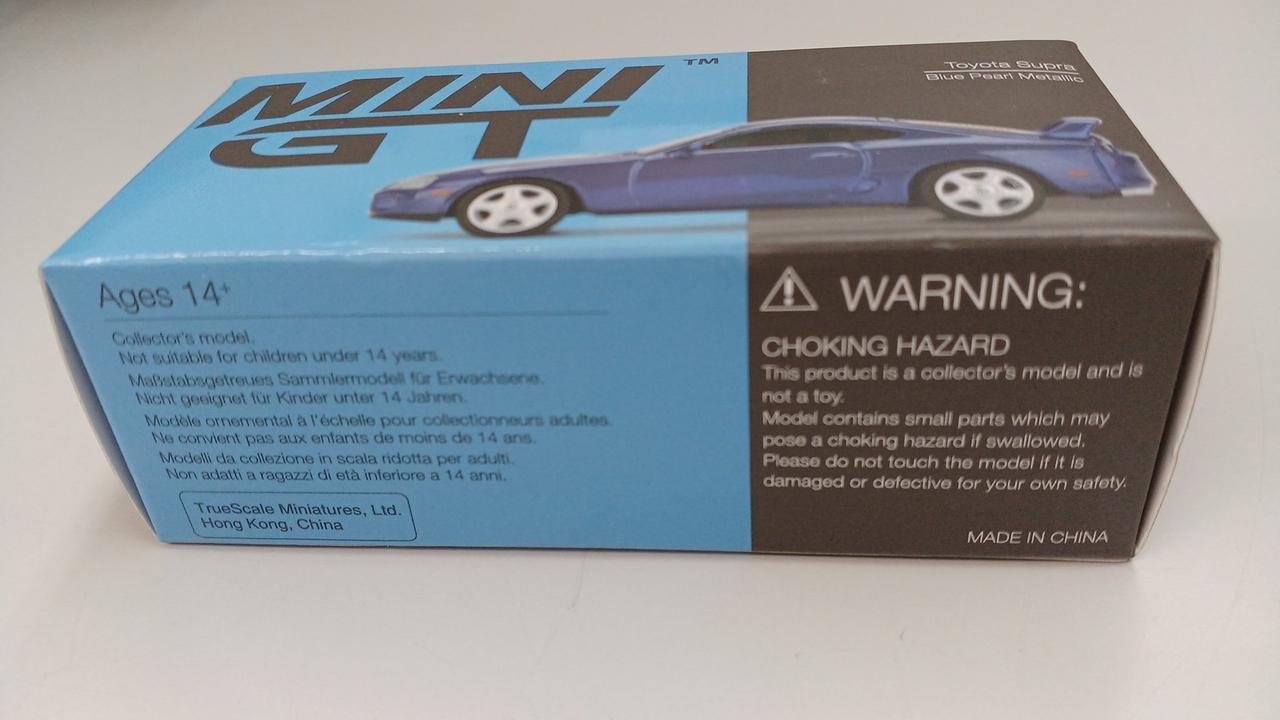 MINI
GT
TM
Toyota Supra
Blue Pearl Metallic
Ages 14+
Collector's model.
Not suitable for children under 14 years.
Maßstabsgetreues Sammlermodell für Erwachsene.
Nicht geeignet für Kinder unter 14 Jahren.
Modèle ornemental à l'échelle pour collectionneurs adultes.
Ne convient pas aux enfants de moins de 14 ans.
Modelli da collezione in scala ridotta per adulti.
Non adatti a ragazzi di età inferiore a 14 anni.
TrueScale Miniatures, Ltd.
Hong Kong, China
WARNING:
CHOKING HAZARD
This product is a collector's model and is
not a toy.
Model contains small parts which may
pose a choking hazard if swallowed.
Please do not touch the model if it is
damaged or defective for your own safety.
MADE IN CHINA